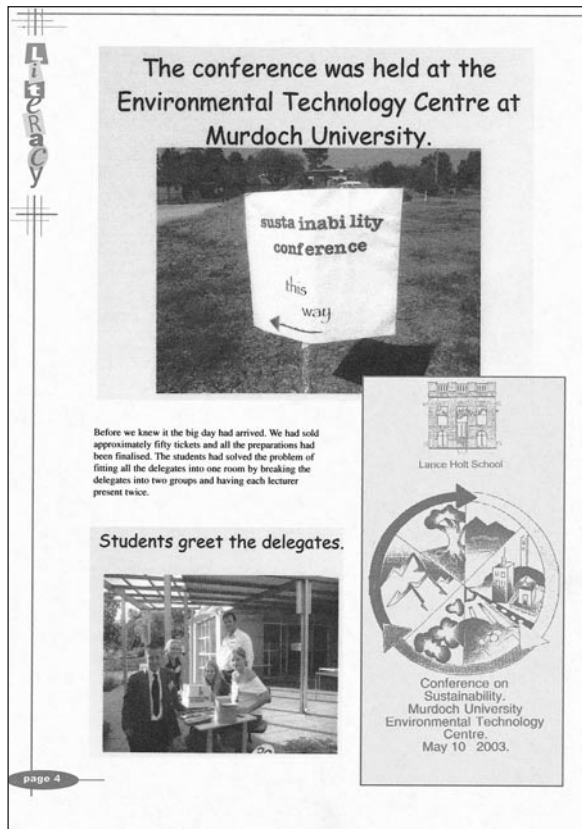 Literacy
The conference was held at the
Environmental Technology Centre at
Murdoch University.
sustainability
conference
this
way
Before we knew it the big day had arrived. We had sold
approximately fifty tickets and all the preparations had
been finalised. The students had solved the problem of
fitting all the delegates into one room by breaking the
delegates into two groups and having each lecturer
present twice.
Lance Holt School
Students greet the delegates.
Conference on
Sustainability.
Murdoch University
Environmental Technology
Centre.
May 10 2003.
page 4